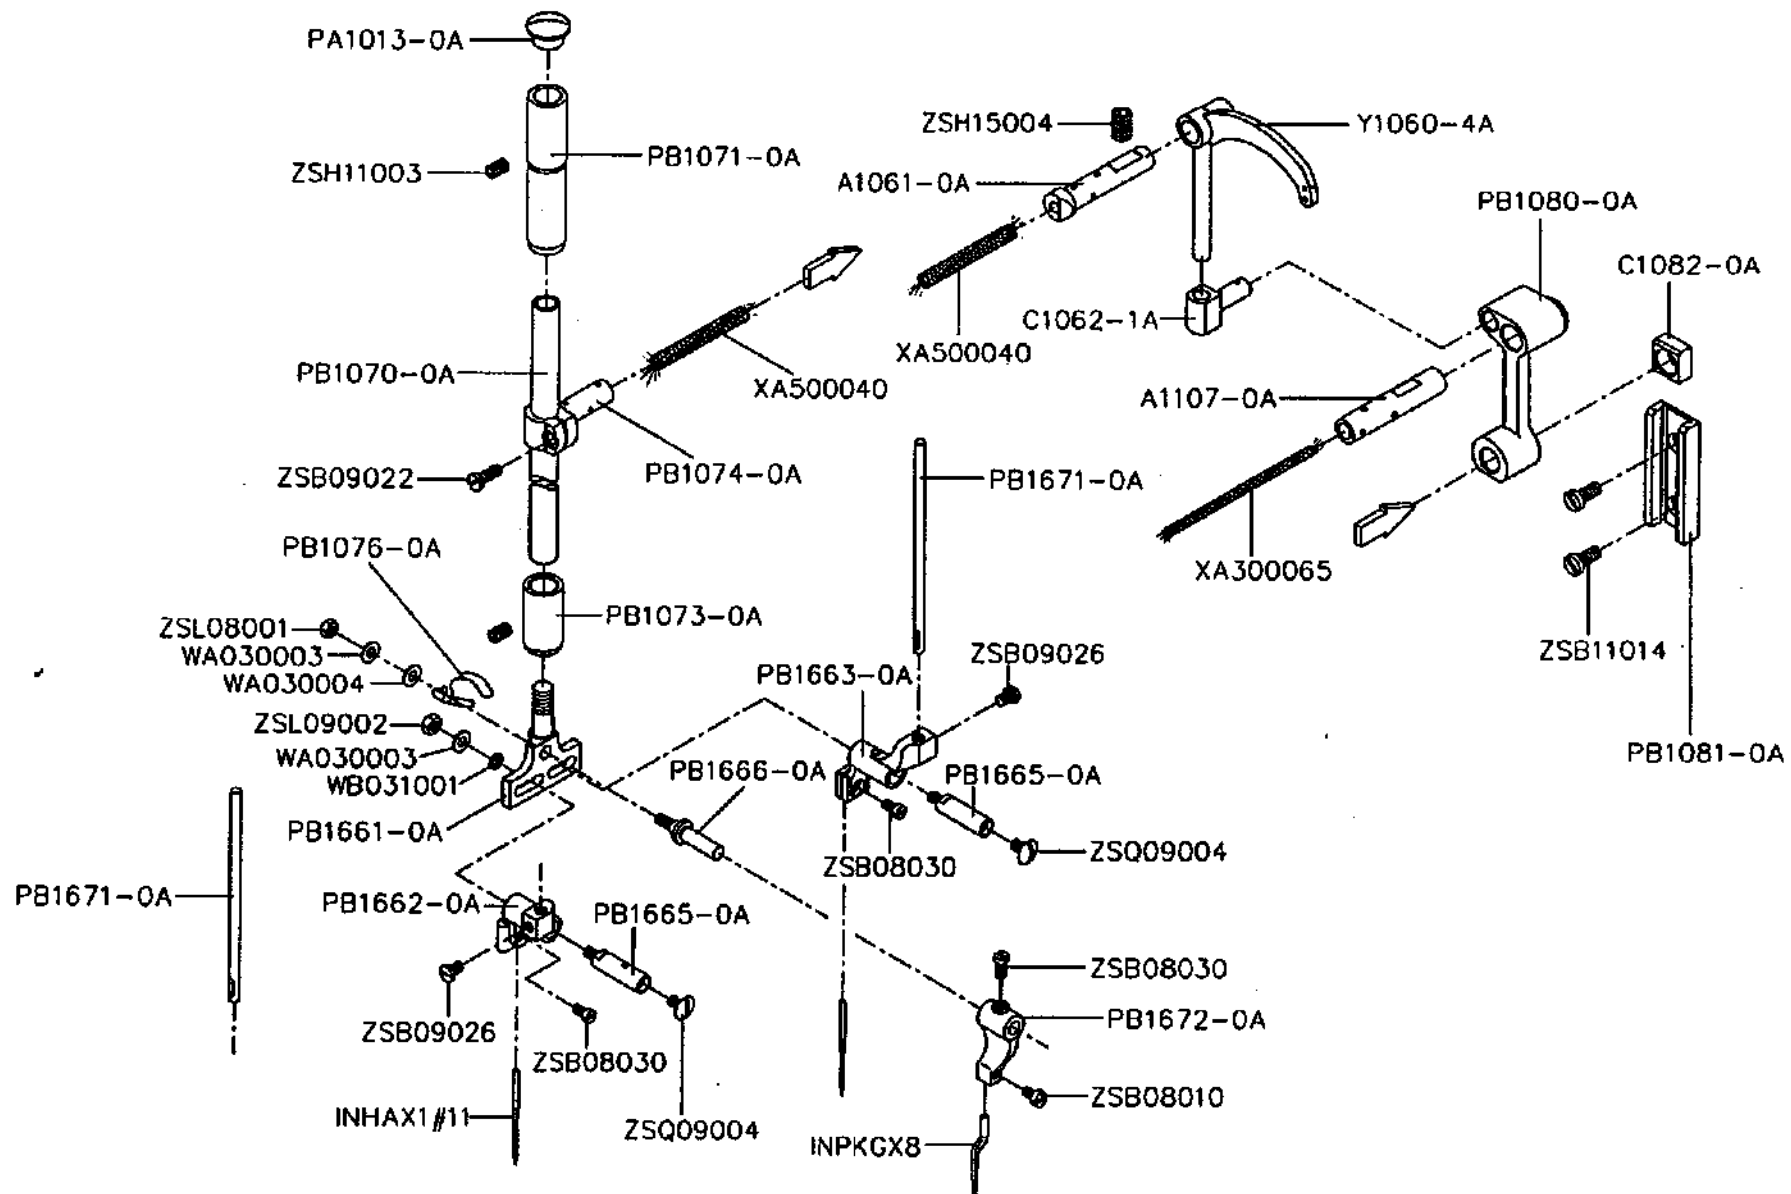 PA1013-0A
ZSH15004
Y1060-4A
PB1071-0A
ZSH11003
A1061-0A
PB1080-0A
C1082-0A
C1062-1A
XA500040
PB1070-0A
XA500040
A1107-0A
PB1074-0A
ZSB09022
PB1671-0A
PB1076-0A
XA300065
PB1073-0A
ZSL08001
WA030003
WA030004
ZSB09026
ZSB11014
PB1663-0A
ZSL09002
WA030003
WB031001
PB1666-0A
PB1665-0A
PB1081-0A
PB1661-0A
ZSB08030
ZSQ09004
PB1671-0A
PB1662-0A
PB1665-0A
ZSB08030
PB1672-0A
ZSB09026
ZSB08030
ZSB08010
INHAX1#11
ZSQ09004
INPKGX8